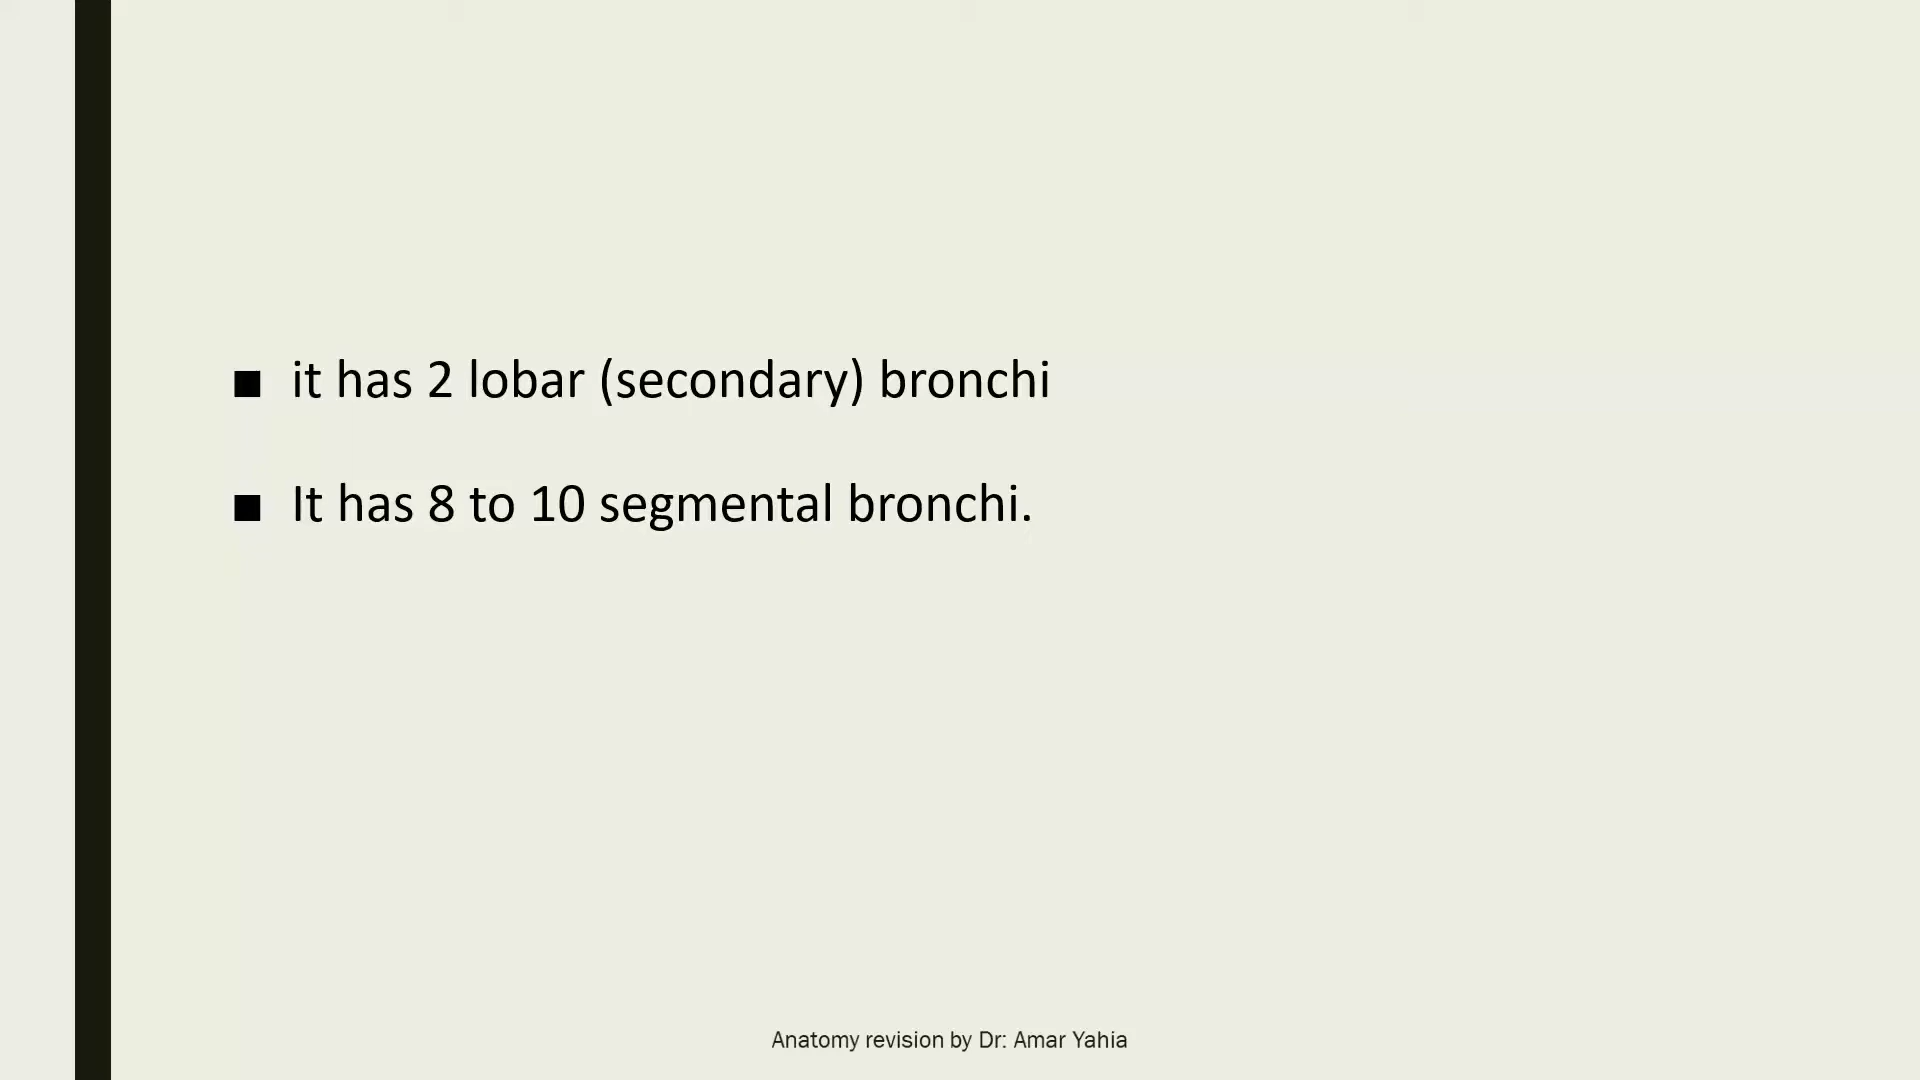 ■ it has 2 lobar (secondary) bronchi
■ It has 8 to 10 segmental bronchi.
Anatomy revision by Dr: Amar Yahia